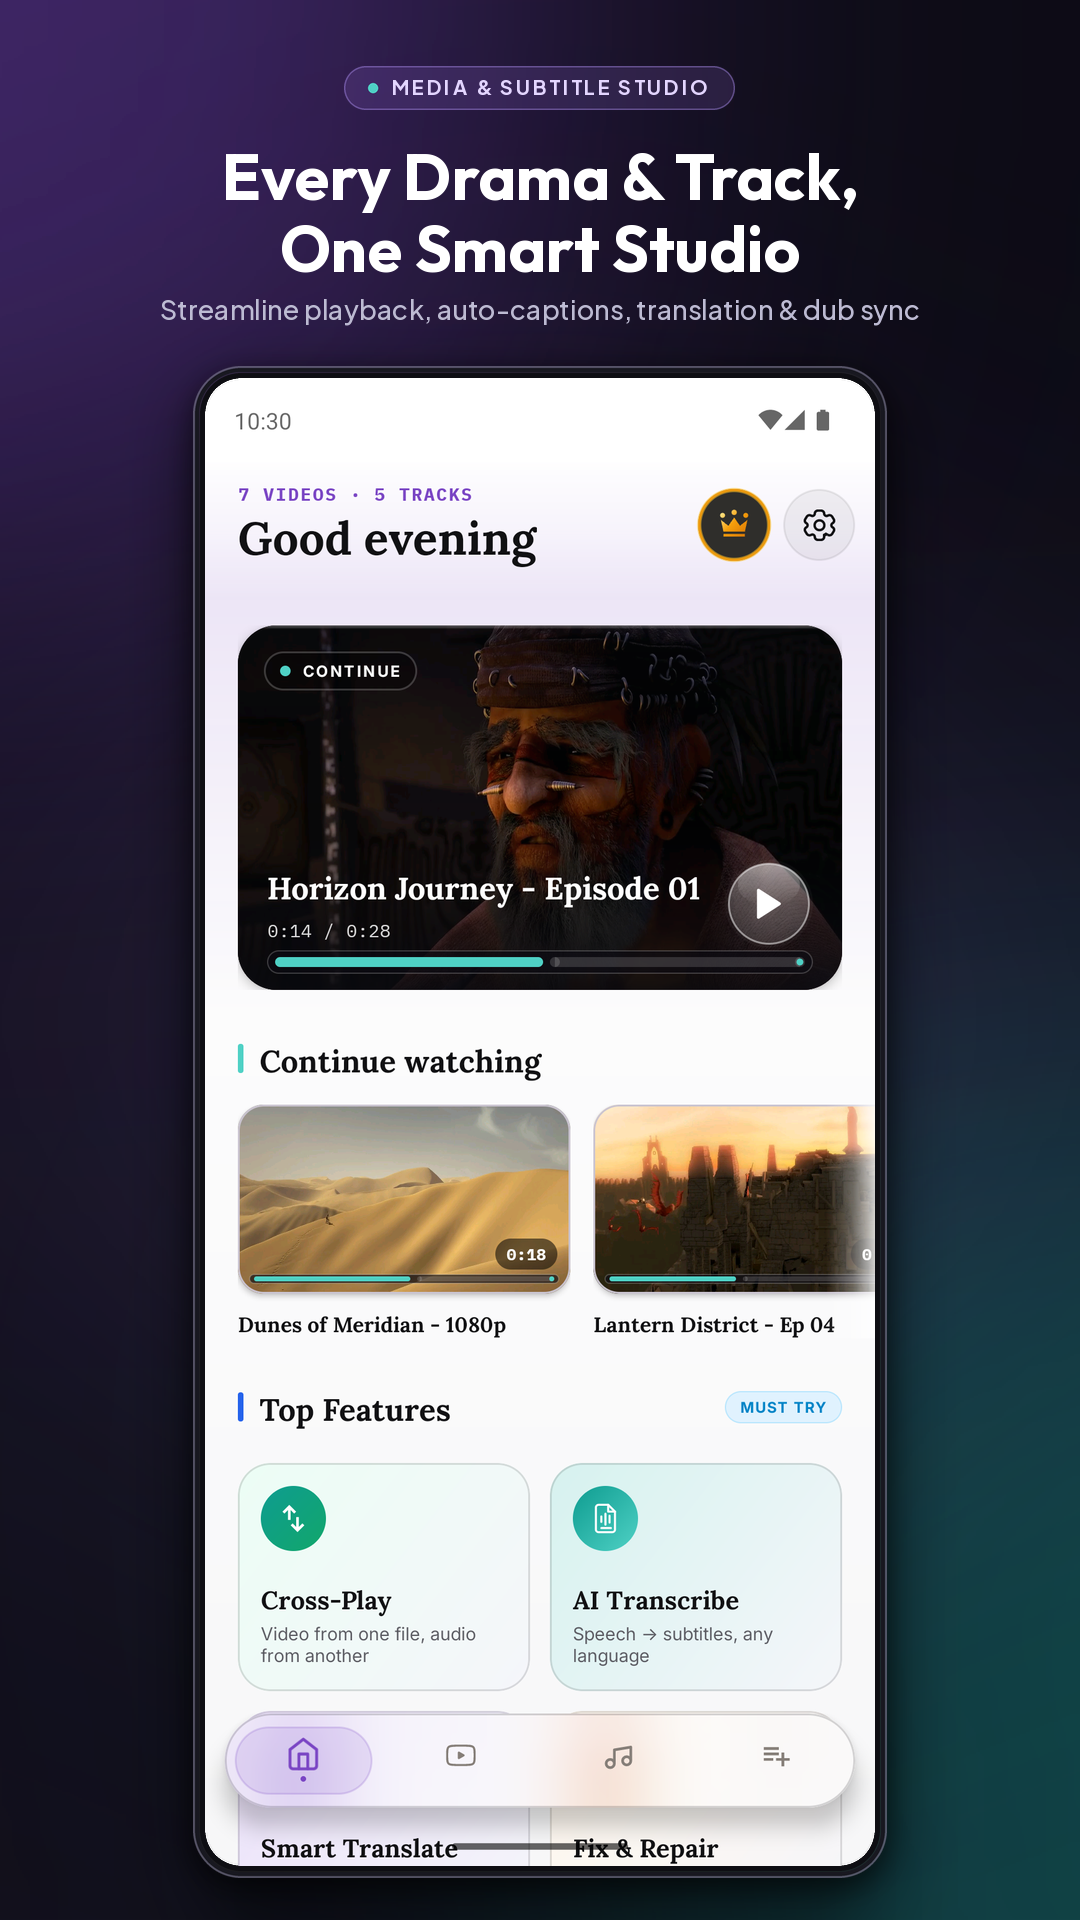 MEDIA & SUBTITLE STUDIO
Every Drama & Track,
One Smart Studio
Streamline playback, auto-captions, translation & dub sync
10:30
7 VIDEOS · 5 TRACKS
Good evening
CONTINUE
Horizon Journey - Episode 01
0:14 / 0:28
Continue watching
0:18
0
Dunes of Meridian - 1080p
Lantern District - Ep 04
Top Features
MUST TRY
Cross-Play
Video from one file, audio
from another
AI Transcribe
Speech → subtitles, any
language
Smart Translate
Fix & Repair